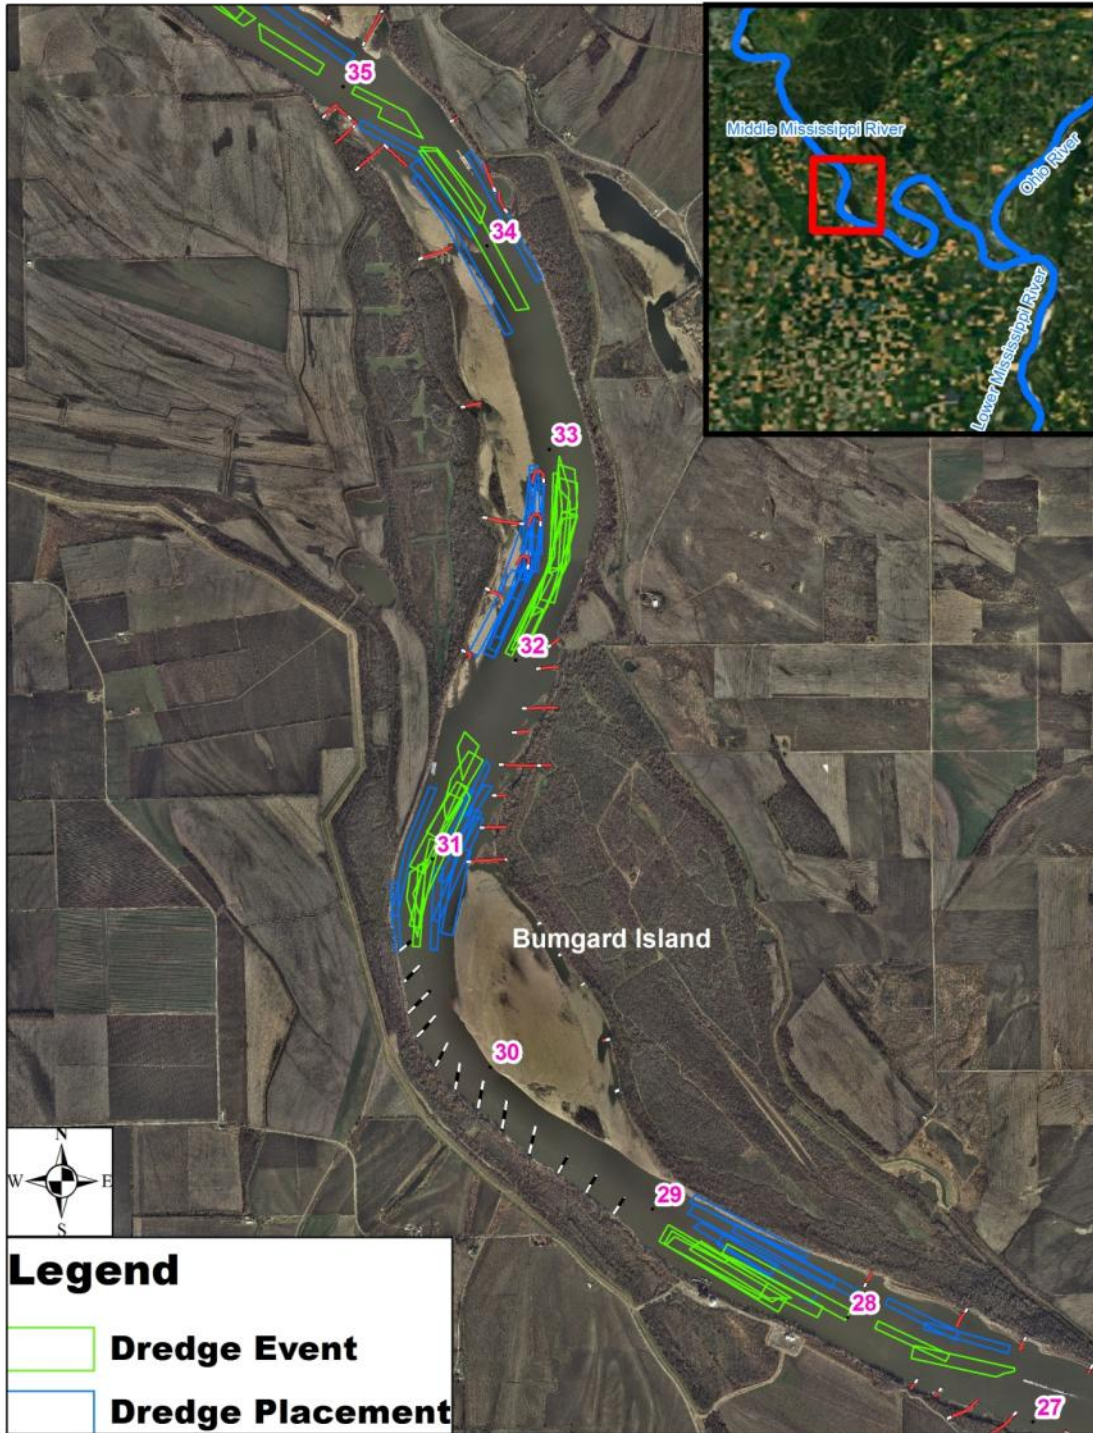 35
Middle Mississippi River
Ohio River
34
Lower Mississippi River
33
32
31
Bumgard Island
30
N
W
E
S
29
Legend
28
Dredge Event
Dredge Placement
27